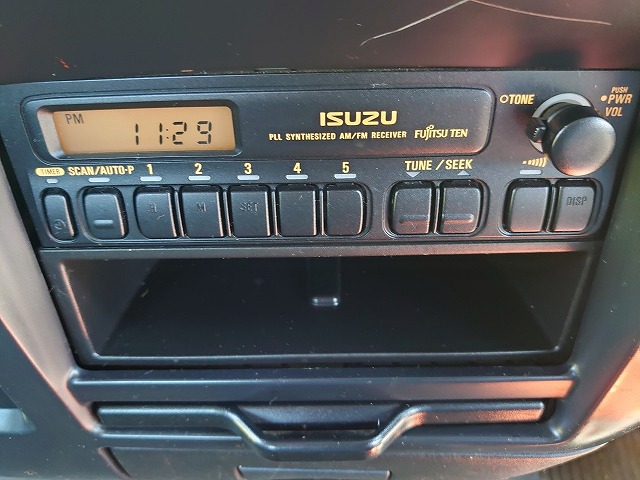 PM 11:29
ISUZU
PLL SYNTHESIZED AM/FM RECEIVER FUJITSU TEN
TONE
PUSH
PWR
VOL
TIMER SCAN/AUTO-P 1 2 3 4 5 TUNE / SEEK
H M SET DISP